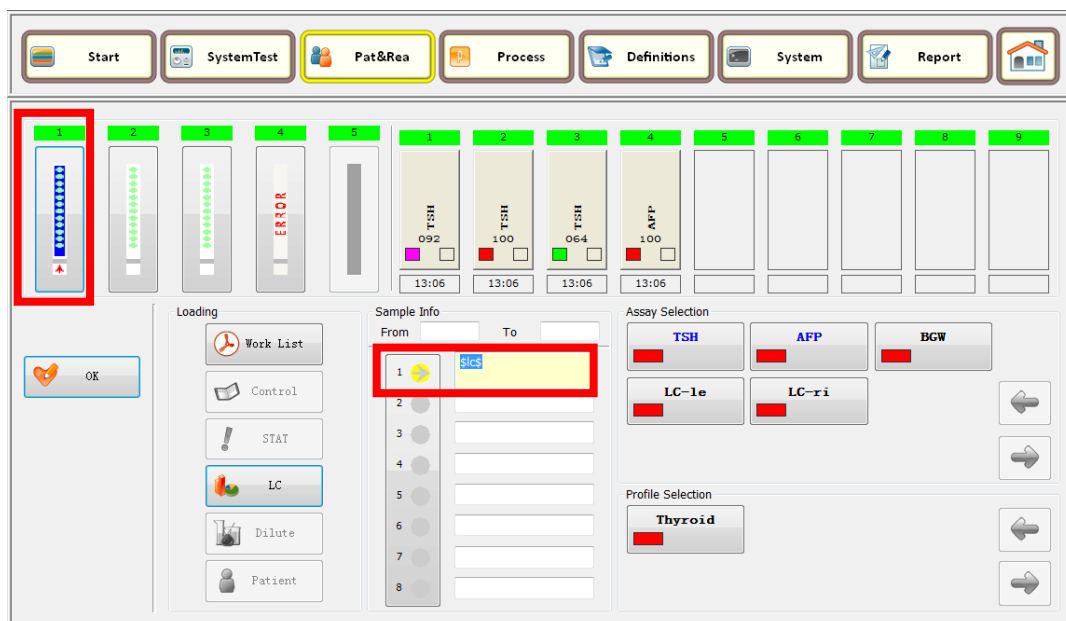 Start SystemTest Pat&Rea Process Definitions System Report
1 2 3 4 5 1 2 3 4 5 6 7 8 9
ERROR
TSH TSH TSH AFP
092 100 064 100
13:06 13:06 13:06 13:06
Loading Sample Info Assay Selection
From To
Work List
TSH AFP BGW
OK
1 $lc$
Control
2
LC-le LC-ri
3
STAT
4
LC
5
Profile Selection
6
Thyroid
Dilute
7
Patient
8